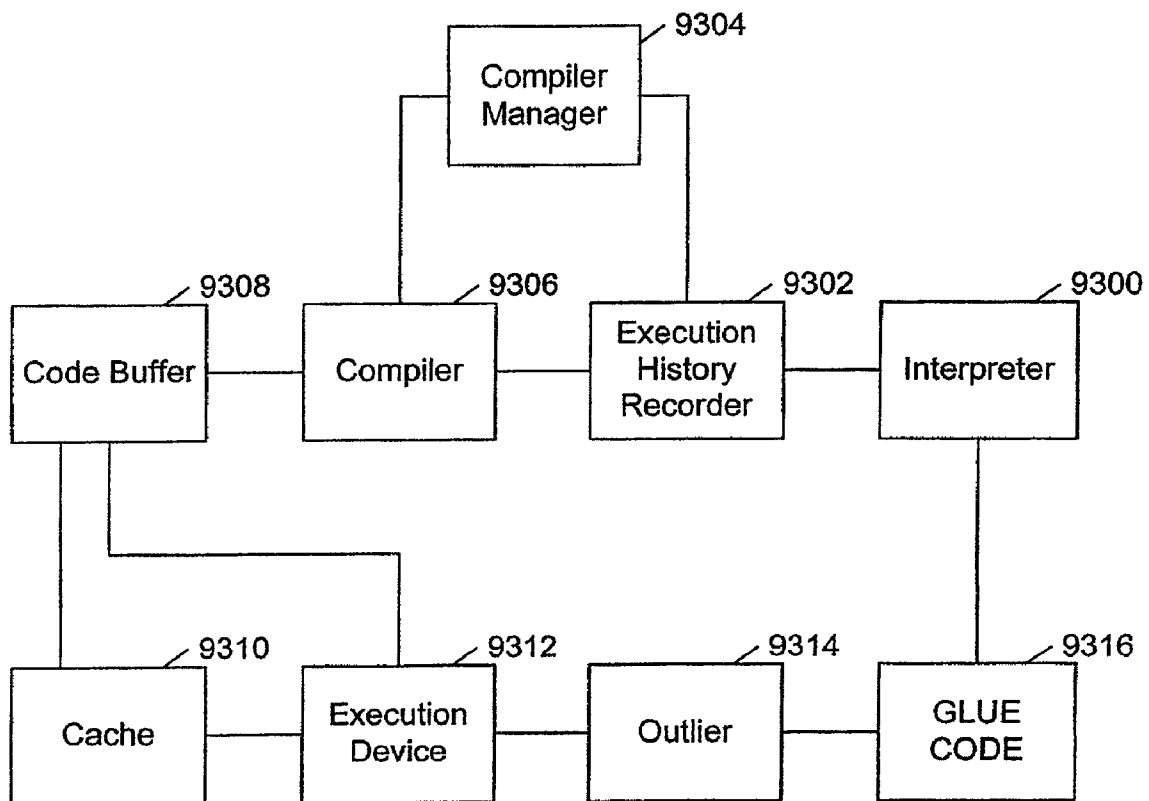 9304
Compiler
Manager
9308
9306
9302
9300
Code Buffer
Compiler
Execution
History
Recorder
Interpreter
9310
9312
9314
9316
Cache
Execution
Device
Outlier
GLUE
CODE